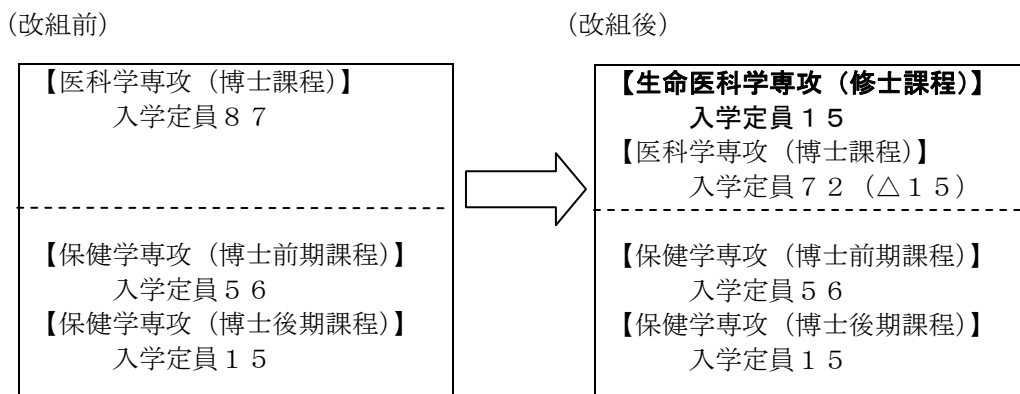 (改組前)
【医科学専攻（博士課程）】
入学定員８７
【保健学専攻（博士前期課程）】
入学定員５６
【保健学専攻（博士後期課程）】
入学定員１５
(改組後)
【生命医科学専攻（修士課程）】
入学定員１５
【医科学専攻（博士課程）】
入学定員７２（△１５）
【保健学専攻（博士前期課程）】
入学定員５６
【保健学専攻（博士後期課程）】
入学定員１５